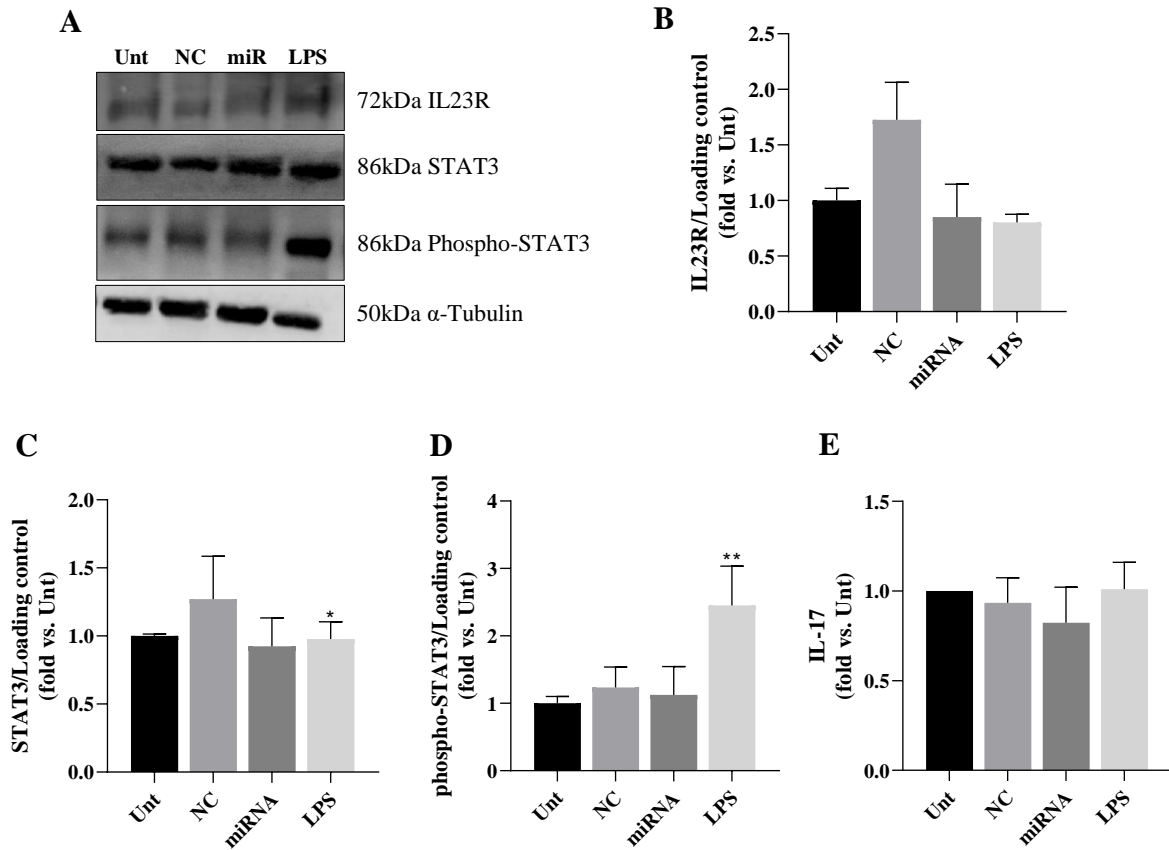 A
Unt NC miR LPS
72kDa IL23R
86kDa STAT3
86kDa Phospho-STAT3
50kDa α-Tubulin
B
IL23R/Loading control
(fold vs. Unt)
2.5
2.0
1.5
1.0
0.5
0.0
Unt
NC
miRNA
LPS
C
STAT3/Loading control
(fold vs. Unt)
2.0
1.5
1.0
0.5
0.0
*
Unt
NC
miRNA
LPS
D
phospho-STAT3/Loading control
(fold vs. Unt)
4
3
2
1
0
**
Unt
NC
miRNA
LPS
E
IL-17
(fold vs. Unt)
1.5
1.0
0.5
0.0
Unt
NC
miRNA
LPS